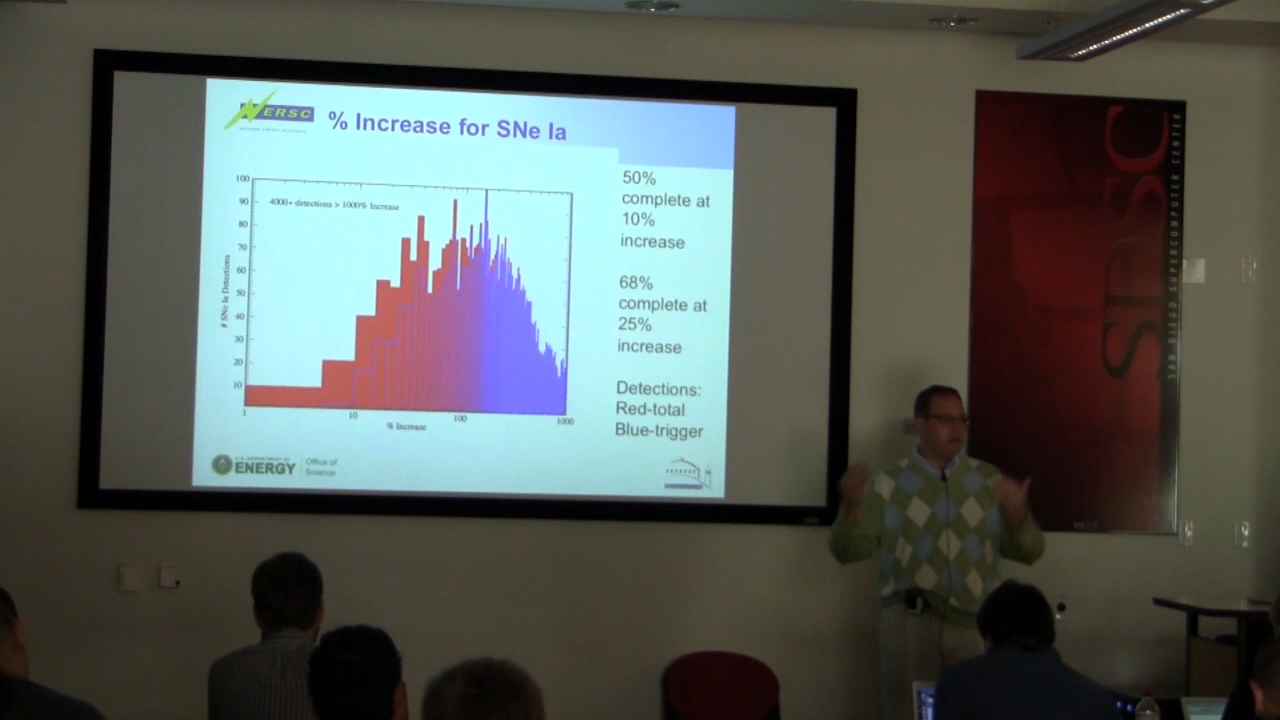 NERSC
% Increase for SNe Ia
4000+ detections > 1000% Increase
100
90
80
70
60
50
40
30
20
10
# SNe Ia Detections
1
10
100
1000
% Increase
50%
complete at
10%
increase
68%
complete at
25%
increase
Detections:
Red-total
Blue-trigger
U.S. DEPARTMENT OF
ENERGY
Office of
Science
SDSC
SAN DIEGO SUPERCOMPUTER CENTER